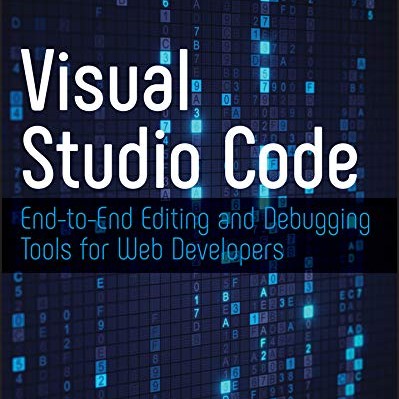 Visual
Studio Code
End-to-End Editing and Debugging
Tools for Web Developers